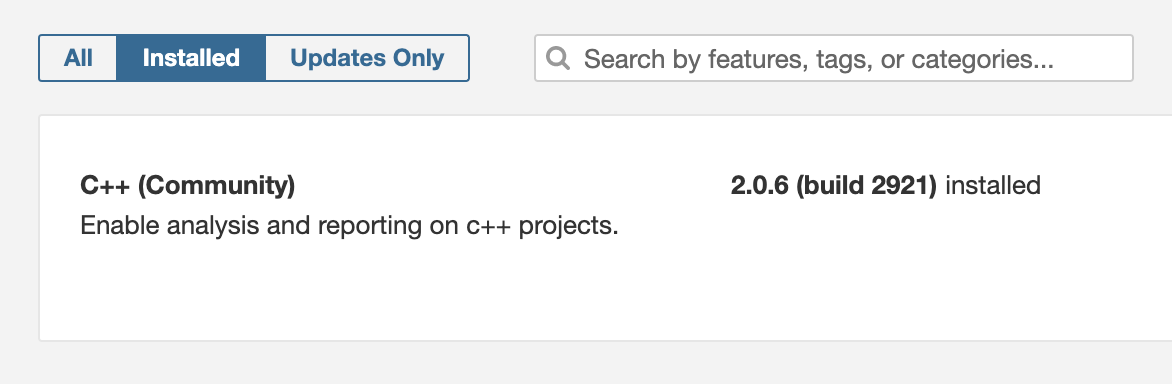 All Installed Updates Only Search by features, tags, or categories...
C++ (Community) 2.0.6 (build 2921) installed
Enable analysis and reporting on c++ projects.